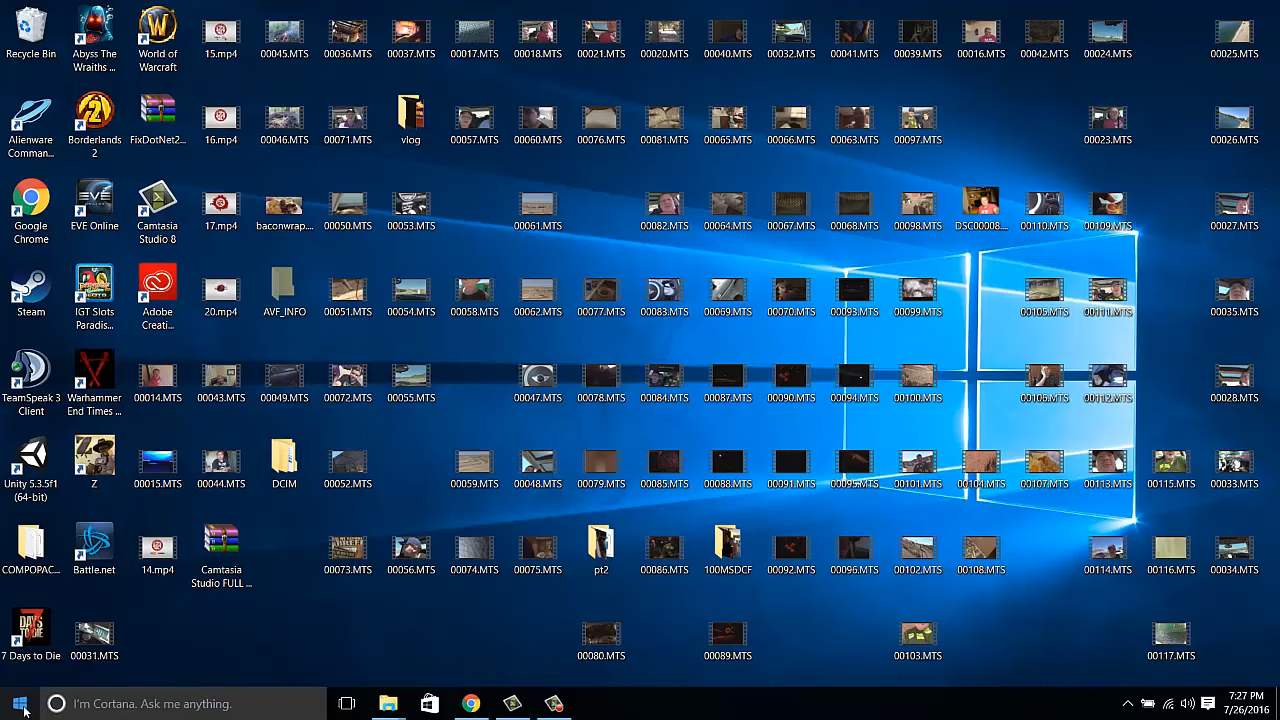 Recycle Bin
Abyss The Wraiths ...
World of Warcraft
15.mp4
00045.MTS
00036.MTS
00037.MTS
00017.MTS
00018.MTS
00021.MTS
00020.MTS
00040.MTS
00032.MTS
00041.MTS
00039.MTS
00016.MTS
00042.MTS
00024.MTS
00025.MTS
Alienware Comman...
Borderlands 2
FixDotNet2...
16.mp4
00046.MTS
00071.MTS
vlog
00057.MTS
00060.MTS
00076.MTS
00081.MTS
00065.MTS
00066.MTS
00063.MTS
00097.MTS
00023.MTS
00026.MTS
Google Chrome
EVE Online
Camtasia Studio 8
17.mp4
baconwrap....
00050.MTS
00053.MTS
00061.MTS
00082.MTS
00064.MTS
00067.MTS
00068.MTS
00098.MTS
DSC00008....
00110.MTS
00109.MTS
00027.MTS
Steam
IGT Slots Paradis...
Adobe Creati...
20.mp4
AVF_INFO
00051.MTS
00054.MTS
00058.MTS
00062.MTS
00077.MTS
00083.MTS
00069.MTS
00070.MTS
00093.MTS
00099.MTS
00105.MTS
00111.MTS
00035.MTS
TeamSpeak 3 Client
Warhammer End Times ...
00014.MTS
00043.MTS
00049.MTS
00072.MTS
00055.MTS
00047.MTS
00078.MTS
00084.MTS
00087.MTS
00090.MTS
00094.MTS
00100.MTS
00106.MTS
00112.MTS
00028.MTS
Unity 5.3.5f1 (64-bit)
Z
00015.MTS
00044.MTS
DCIM
00052.MTS
00059.MTS
00048.MTS
00079.MTS
00085.MTS
00088.MTS
00091.MTS
00095.MTS
00101.MTS
00104.MTS
00107.MTS
00113.MTS
00115.MTS
00033.MTS
COMPOPAC...
Battle.net
14.mp4
Camtasia Studio FULL ...
00073.MTS
00056.MTS
00074.MTS
00075.MTS
pt2
00086.MTS
100MSDCF
00092.MTS
00096.MTS
00102.MTS
00108.MTS
00114.MTS
00116.MTS
00034.MTS
7 Days to Die
00031.MTS
00080.MTS
00089.MTS
00103.MTS
00117.MTS
I'm Cortana. Ask me anything.
7:27 PM
7/26/2016